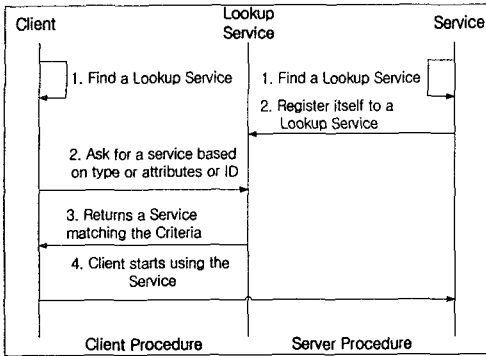 Client
Lookup
Service
Service
1. Find a Lookup Service
1. Find a Lookup Service
2. Register itself to a
Lookup Service
2. Ask for a service based
on type or attributes or ID
3. Returns a Service
matching the Criteria
4. Client starts using the
Service
Client Procedure
Server Procedure